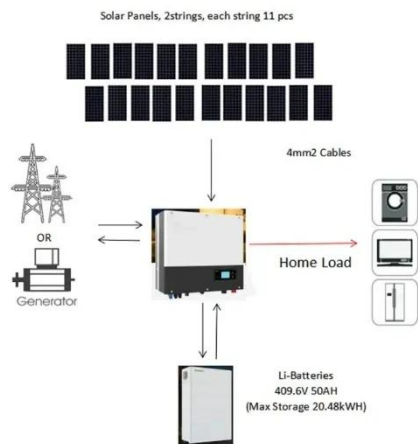 Solar Panels, 2strings, each string 11 pcs
4mm2 Cables
OR
Generator
Home Load
Li-Batteries
409.6V 50AH
(Max Storage 20.48kWH)